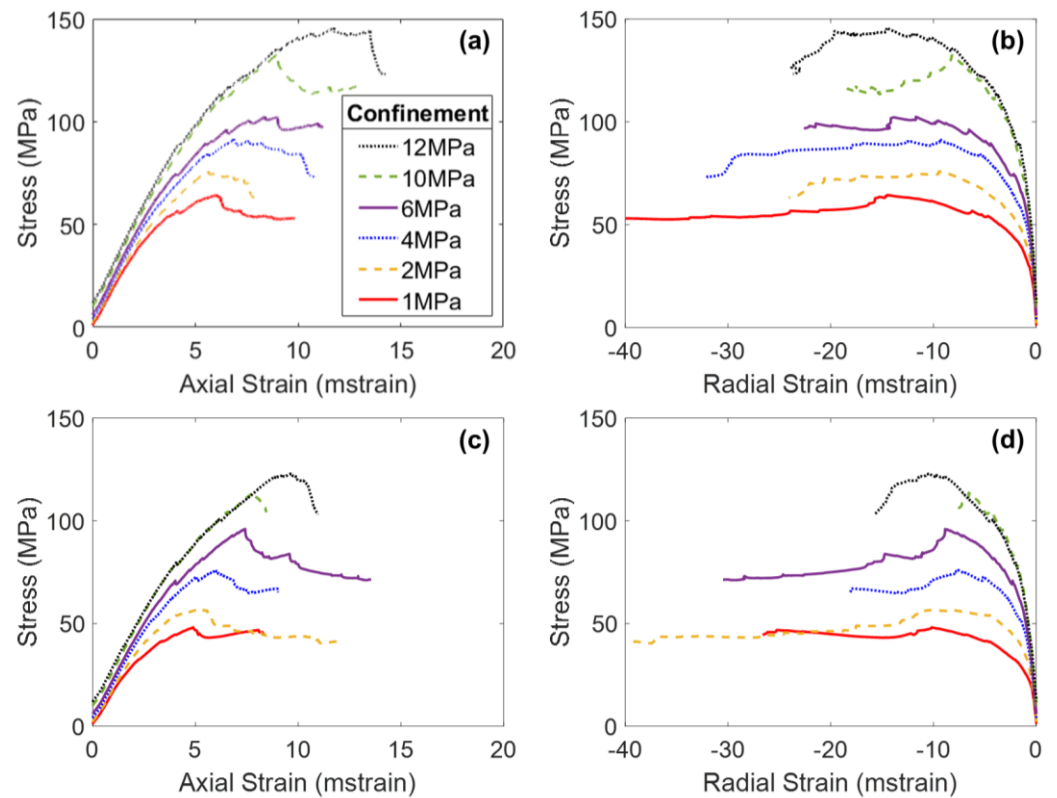 (a)
150
100
50
0
Stress (MPa)
0 5 10 15 20
Axial Strain (mstrain)
Confinement
12MPa
10MPa
6MPa
4MPa
2MPa
1MPa
(b)
150
100
50
0
Stress (MPa)
-40 -30 -20 -10 0
Radial Strain (mstrain)
(c)
150
100
50
0
Stress (MPa)
0 5 10 15 20
Axial Strain (mstrain)
(d)
150
100
50
0
Stress (MPa)
-40 -30 -20 -10 0
Radial Strain (mstrain)